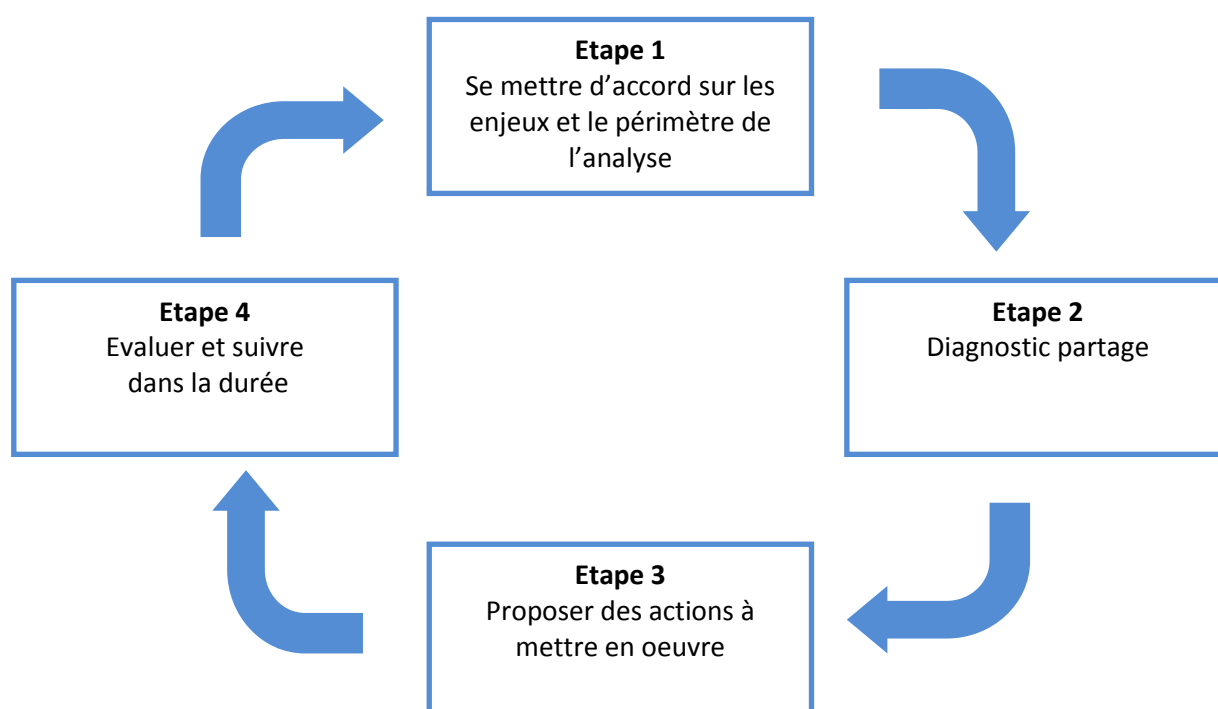 Etape 1
Se mettre d’accord sur les
enjeux et le périmètre de
l’analyse
Etape 2
Diagnostic partage
Etape 3
Proposer des actions à
mettre en oeuvre
Etape 4
Evaluer et suivre
dans la durée